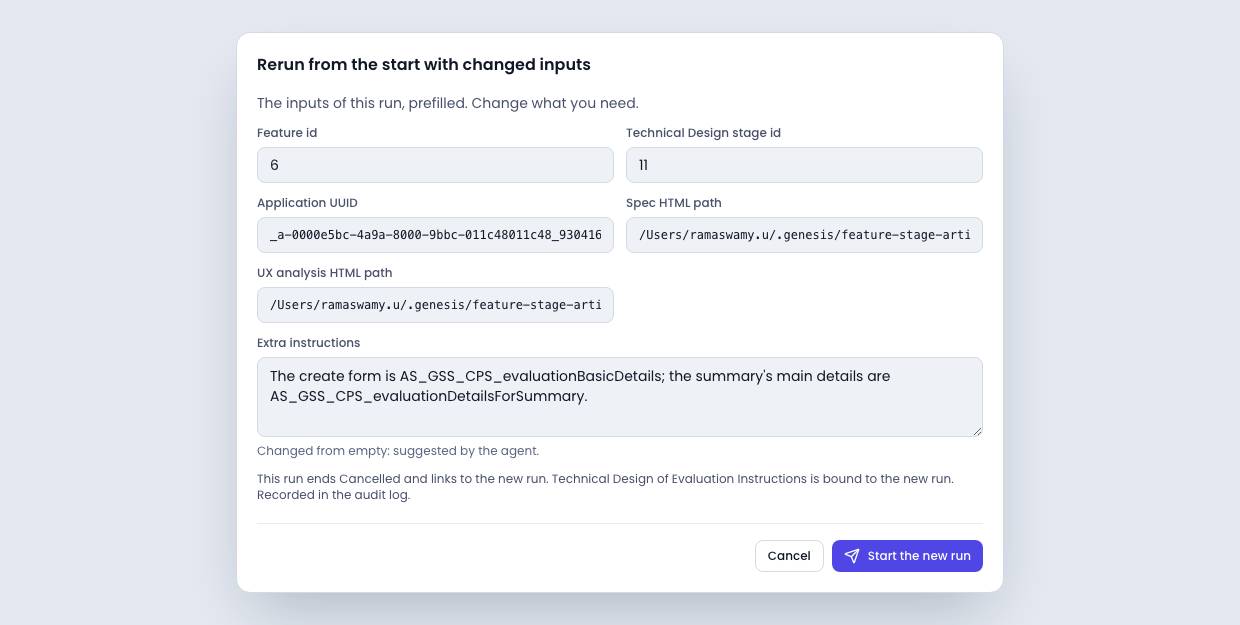 Rerun from the start with changed inputs
The inputs of this run, prefilled. Change what you need.
Feature id
Technical Design stage id
6
11
Application UUID
Spec HTML path
_a-0000e5bc-4a9a-8000-9bbc-011c48011c48_930416
/Users/ramaswamy.u/.genesis/feature-stage-arti
UX analysis HTML path
/Users/ramaswamy.u/.genesis/feature-stage-arti
Extra instructions
The create form is AS_GSS_CPS_evaluationBasicDetails; the summary's main details are
AS_GSS_CPS_evaluationDetailsForSummary.
Changed from empty: suggested by the agent.
This run ends Cancelled and links to the new run. Technical Design of Evaluation Instructions is bound to the new run.
Recorded in the audit log.
Cancel
Start the new run